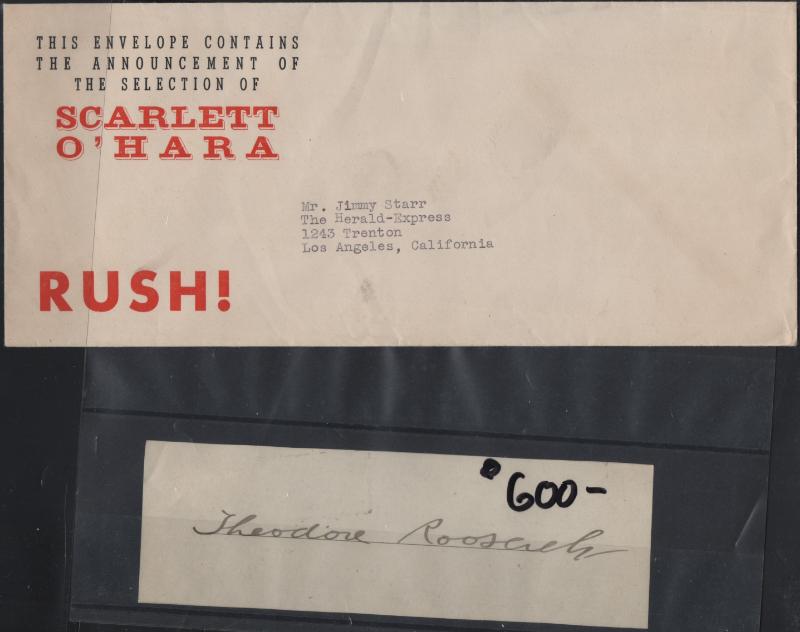 THIS ENVELOPE CONTAINS
THE ANNOUNCEMENT OF
THE SELECTION OF
SCARLETT
O'HARA
Mr. Jimmy Starr
The Herald-Express
1243 Trenton
Los Angeles, California
RUSH!
600-
Theodore Roosevelt